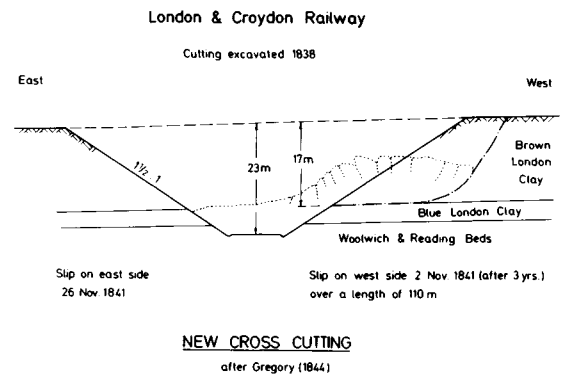 London & Croydon Railway
Cutting excavated 1838
East
West
1½ : 1
23m
17m
Brown
London
Clay
Blue London Clay
Woolwich & Reading Beds
Slip on east side
26 Nov. 1841
Slip on west side 2 Nov. 1841 (after 3 yrs.)
over a length of 110 m
NEW CROSS CUTTING
after Gregory (1844)